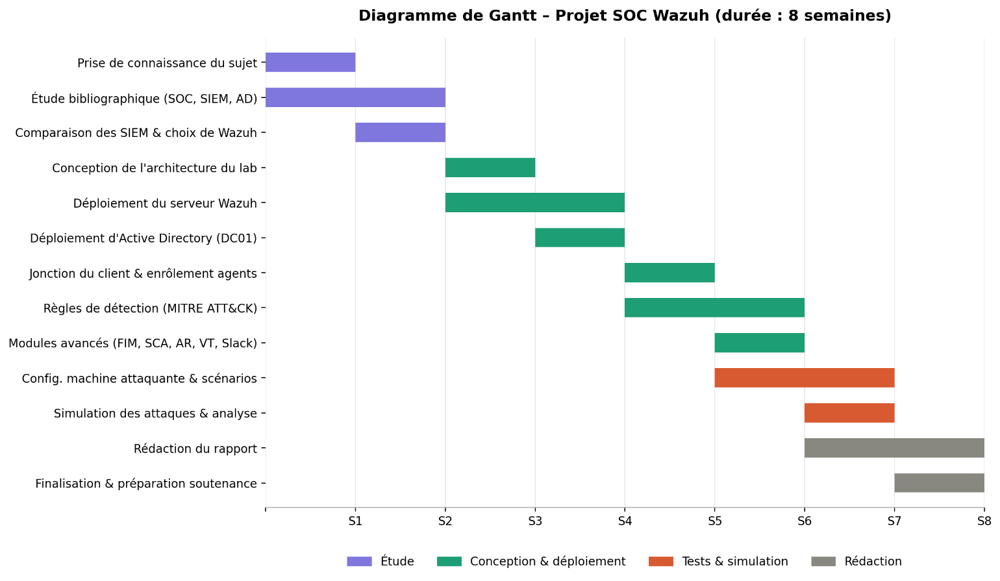 Diagramme de Gantt – Projet SOC Wazuh (durée : 8 semaines)
Prise de connaissance du sujet
Étude bibliographique (SOC, SIEM, AD)
Comparaison des SIEM & choix de Wazuh
Conception de l'architecture du lab
Déploiement du serveur Wazuh
Déploiement d'Active Directory (DC01)
Jonction du client & enrôlement agents
Règles de détection (MITRE ATT&CK)
Modules avancés (FIM, SCA, AR, VT, Slack)
Config. machine attaquante & scénarios
Simulation des attaques & analyse
Rédaction du rapport
Finalisation & préparation soutenance
S1 S2 S3 S4 S5 S6 S7 S8
Étude Conception & déploiement Tests & simulation Rédaction